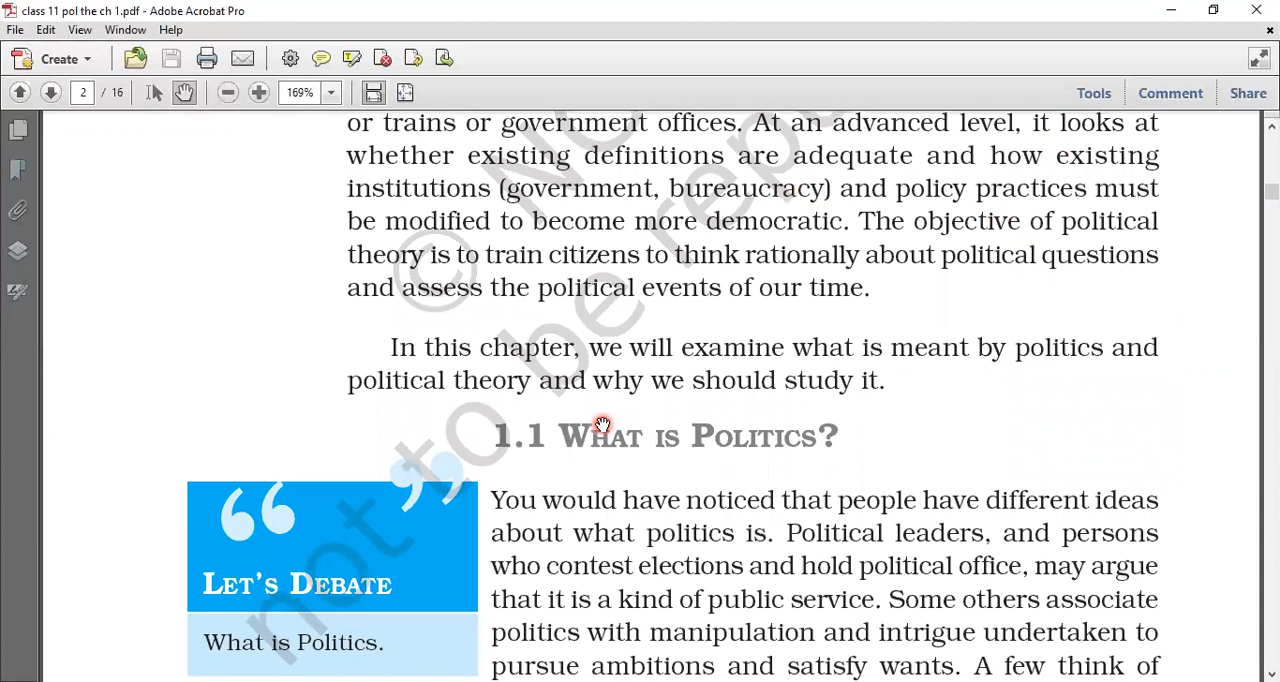 class 11 pol the ch 1.pdf - Adobe Acrobat Pro
File Edit View Window Help
Create
2 / 16 169% Tools Comment Share
or trains or government offices. At an advanced level, it looks at
whether existing definitions are adequate and how existing
institutions (government, bureaucracy) and policy practices must
be modified to become more democratic. The objective of political
theory is to train citizens to think rationally about political questions
and assess the political events of our time.
In this chapter, we will examine what is meant by politics and
political theory and why we should study it.
1.1 What is Politics?
You would have noticed that people have different ideas
about what politics is. Political leaders, and persons
who contest elections and hold political office, may argue
that it is a kind of public service. Some others associate
politics with manipulation and intrigue undertaken to
pursue ambitions and satisfy wants. A few think of
“
”
Let's Debate
What is Politics.
© NC
not to be repu